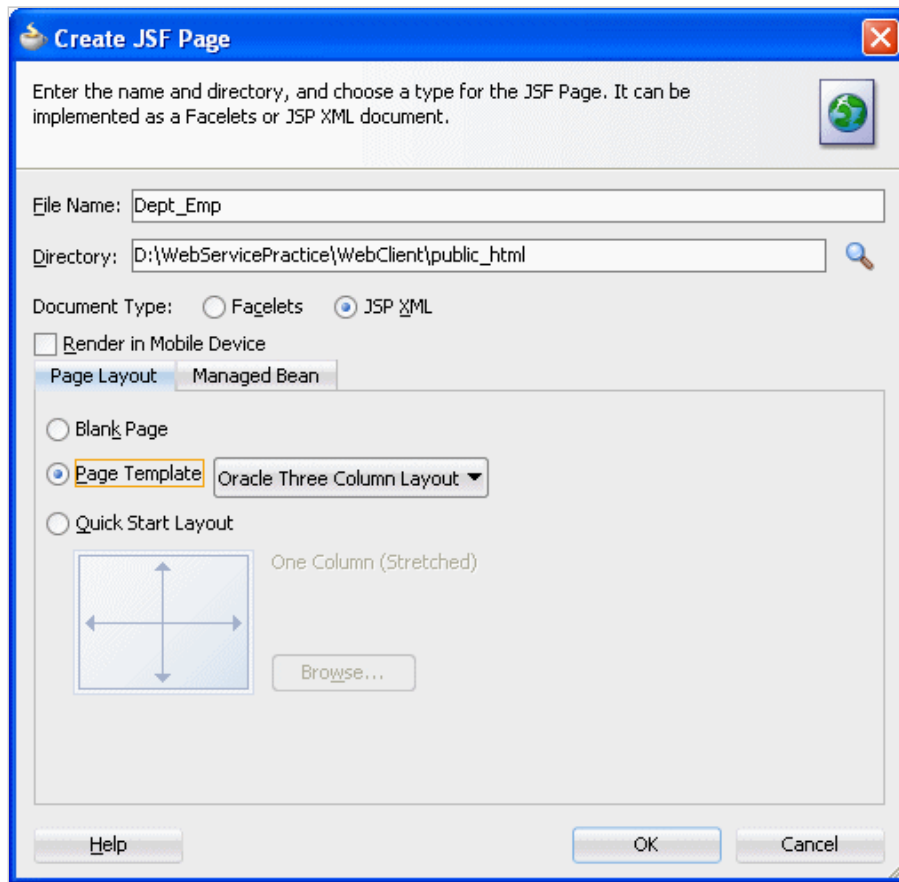 Create JSF Page
Enter the name and directory, and choose a type for the JSF Page. It can be
implemented as a Facelets or JSP XML document.
File Name: Dept_Emp
Directory: D:\WebServicePractice\WebClient\public_html
Document Type: Facelets JSP XML
Render in Mobile Device
Page Layout Managed Bean
Blank Page
Page Template Oracle Three Column Layout
Quick Start Layout
One Column (Stretched)
Browse...
Help OK Cancel